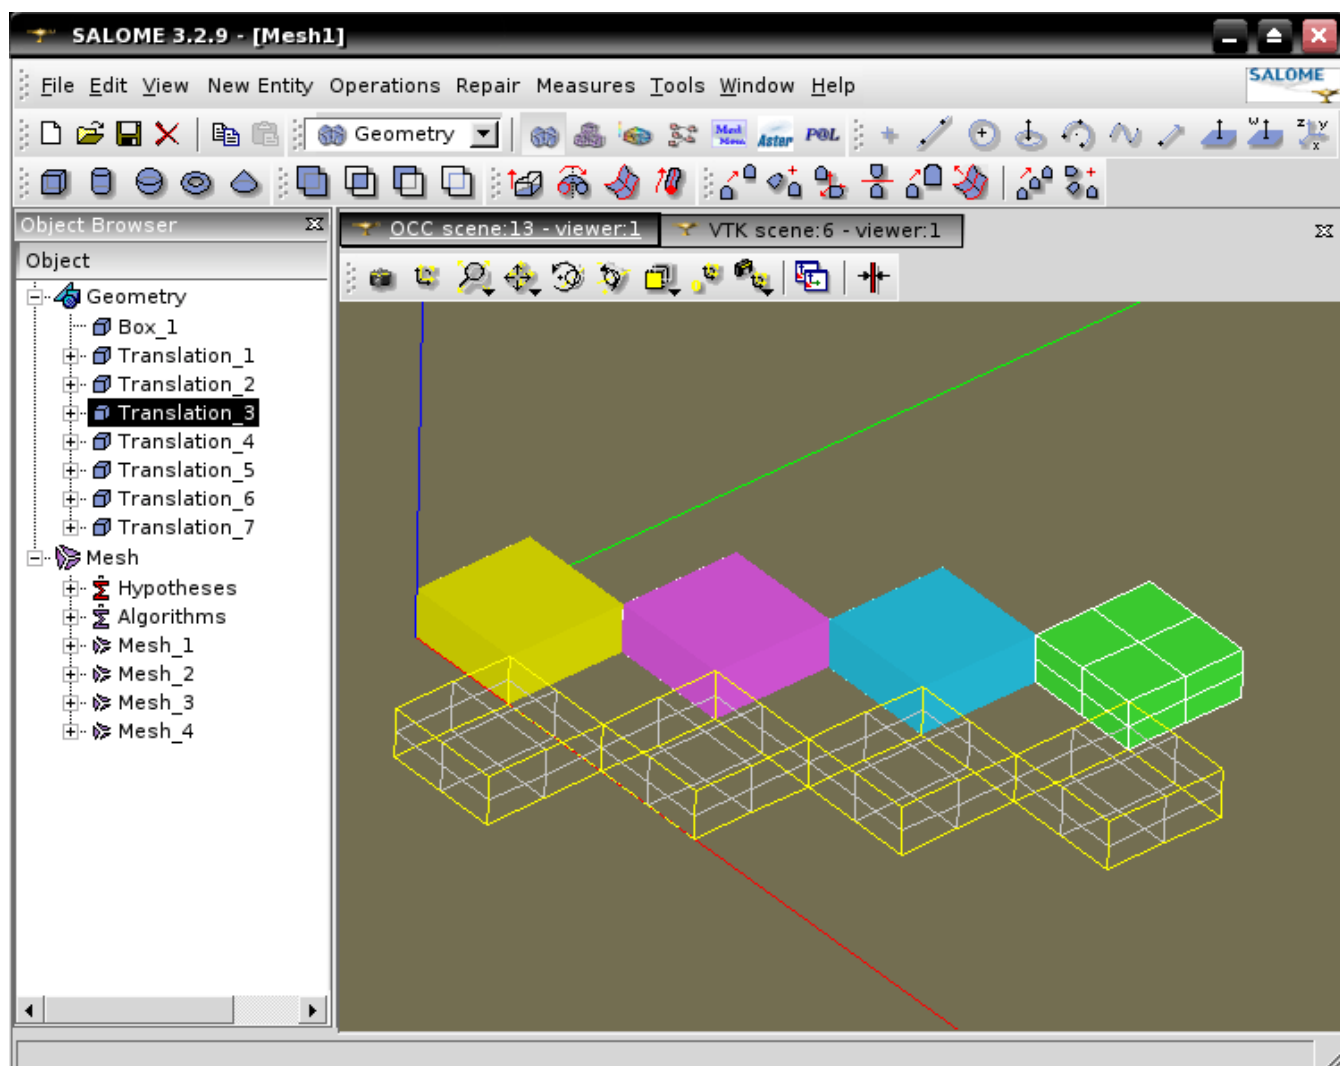 SALOME 3.2.9 - [Mesh1]
File Edit View New Entity Operations Repair Measures Tools Window Help
SALOME
Geometry
Med
Mem.
Aster
POL
W
z y
x
Object Browser
OCC scene:13 - viewer:1
VTK scene:6 - viewer:1
Object
Geometry
Box_1
Translation_1
Translation_2
Translation_3
Translation_4
Translation_5
Translation_6
Translation_7
Mesh
Hypotheses
Algorithms
Mesh_1
Mesh_2
Mesh_3
Mesh_4